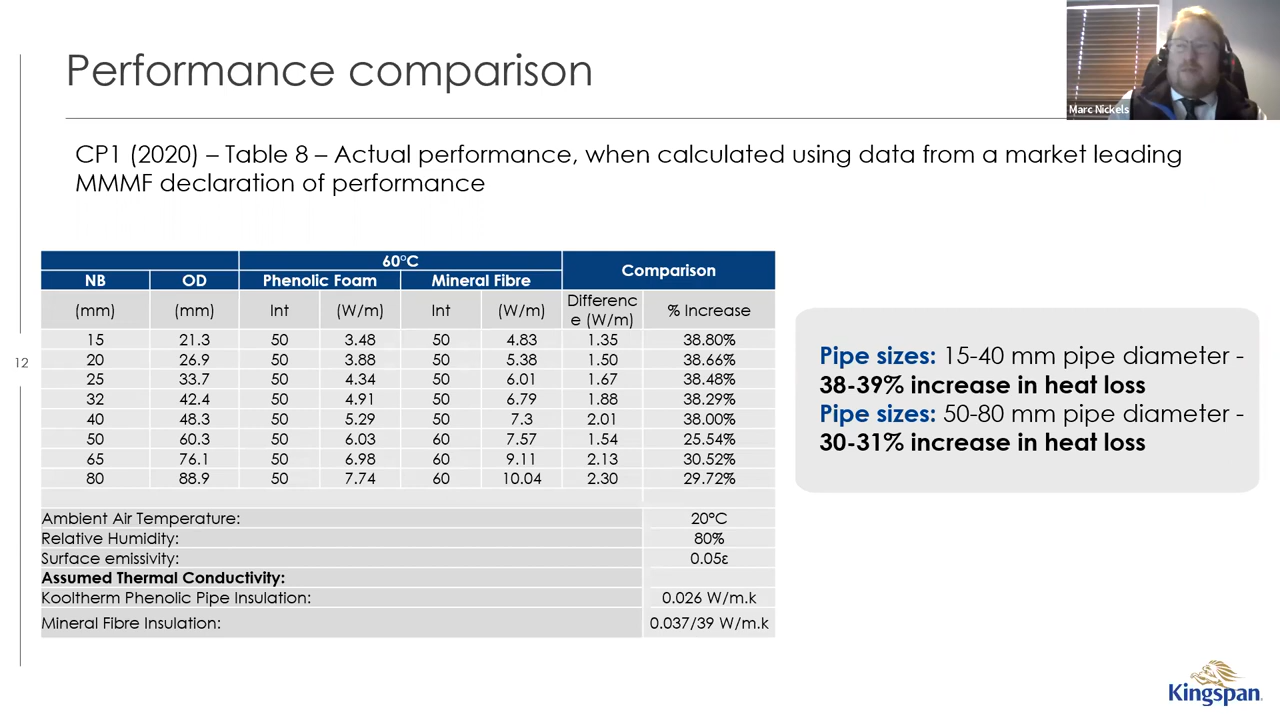 Performance comparison
Marc Nickels
CP1 (2020) – Table 8 – Actual performance, when calculated using data from a market leading
MMMF declaration of performance
60°C Comparison
NB OD Phenolic Foam Mineral Fibre
(mm) (mm) Int (W/m) Int (W/m) Differenc
e (W/m) % Increase
15 21.3 50 3.48 50 4.83 1.35 38.80%
20 26.9 50 3.88 50 5.38 1.50 38.66%
25 33.7 50 4.34 50 6.01 1.67 38.48%
32 42.4 50 4.91 50 6.79 1.88 38.29%
40 48.3 50 5.29 50 7.3 2.01 38.00%
50 60.3 50 6.03 60 7.57 1.54 25.54%
65 76.1 50 6.98 60 9.11 2.13 30.52%
80 88.9 50 7.74 60 10.04 2.30 29.72%
Ambient Air Temperature: 20°C
Relative Humidity: 80%
Surface emissivity: 0.05ε
Assumed Thermal Conductivity:
Kooltherm Phenolic Pipe Insulation: 0.026 W/m.k
Mineral Fibre Insulation: 0.037/39 W/m.k
12
Pipe sizes: 15-40 mm pipe diameter -
38-39% increase in heat loss
Pipe sizes: 50-80 mm pipe diameter -
30-31% increase in heat loss
Kingspan.